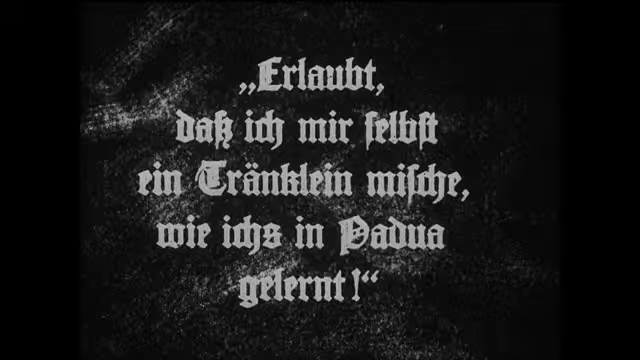 „Erlaubt,
daß ich mir selbst
ein Tränklein mische,
wie ichs in Padua
gelernt!“